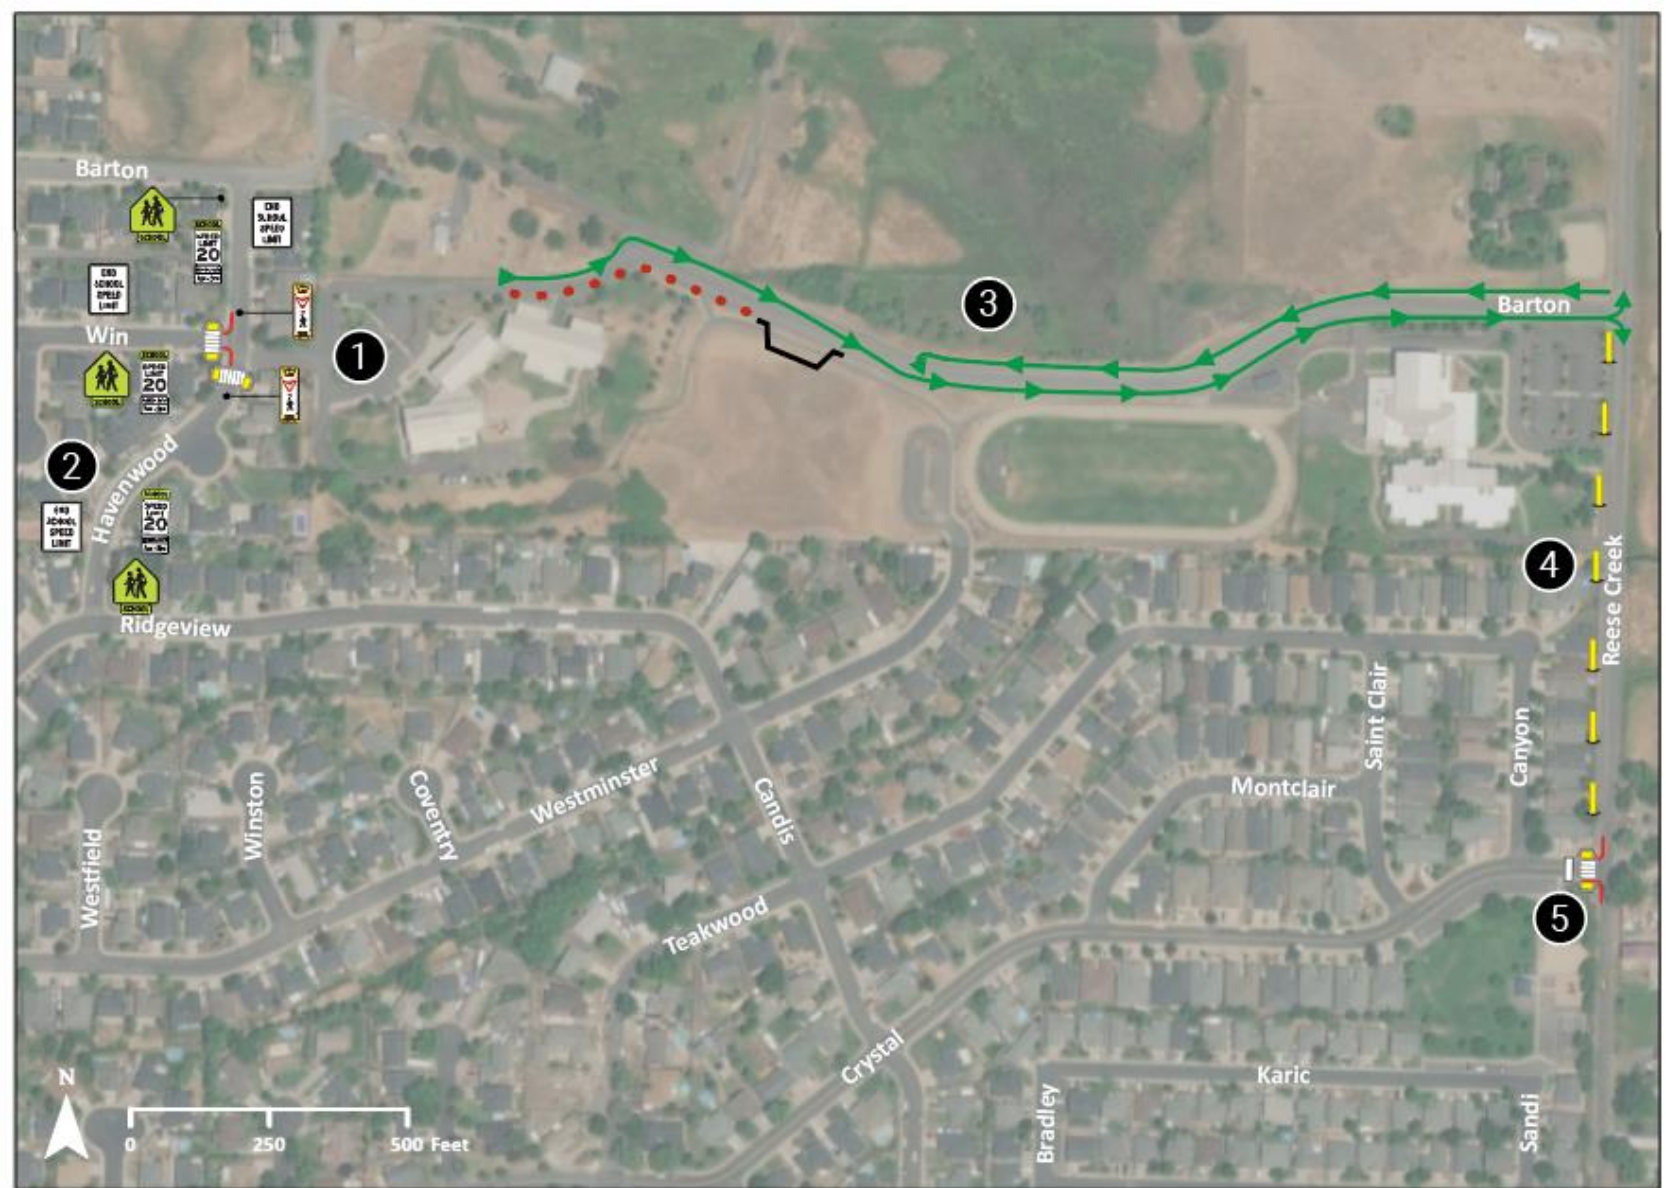 Barton
SCHOOL
END
SCHOOL
SPEED
LIMIT
SCHOOL
SPEED
LIMIT
20
END
SCHOOL
SPEED
LIMIT
Win
1
SCHOOL
SCHOOL
SPEED
LIMIT
20
2
Havenwood
END
SCHOOL
SPEED
LIMIT
SCHOOL
SPEED
LIMIT
20
SCHOOL
Ridgeview
3
Barton
4
Reese Creek
Saint Clair
Canyon
Montclair
Westminster
Candis
Coventry
Winston
Westfield
Teakwood
5
Crystal
Karic
Bradley
Sandi
N
0 250 500 Feet